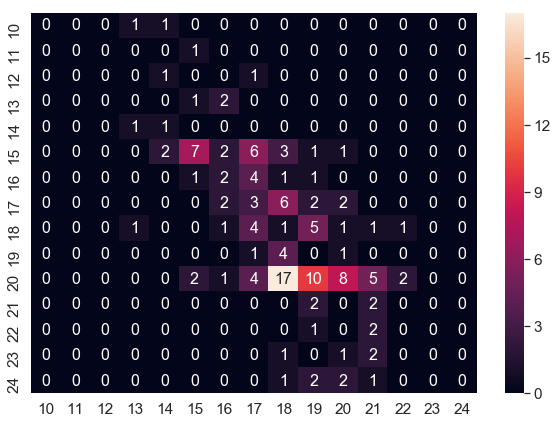 10 0 0 0 1 1 0 0 0 0 0 0 0 0 0 0
11 0 0 0 0 0 1 0 0 0 0 0 0 0 0 0
12 0 0 0 0 1 0 0 1 0 0 0 0 0 0 0
13 0 0 0 0 0 1 2 0 0 0 0 0 0 0 0
14 0 0 0 1 1 0 0 0 0 0 0 0 0 0 0
15 0 0 0 0 2 7 2 6 3 1 1 0 0 0 0
16 0 0 0 0 0 1 2 4 1 1 0 0 0 0 0
17 0 0 0 0 0 0 2 3 6 2 2 0 0 0 0
18 0 0 0 1 0 0 1 4 1 5 1 1 1 0 0
19 0 0 0 0 0 0 0 1 4 0 1 0 0 0 0
20 0 0 0 0 0 2 1 4 17 10 8 5 2 0 0
21 0 0 0 0 0 0 0 0 0 2 0 2 0 0 0
22 0 0 0 0 0 0 0 0 0 1 0 2 0 0 0
23 0 0 0 0 0 0 0 0 1 0 1 2 0 0 0
24 0 0 0 0 0 0 0 0 1 2 2 1 0 0 0
10 11 12 13 14 15 16 17 18 19 20 21 22 23 24
15
12
9
6
3
0